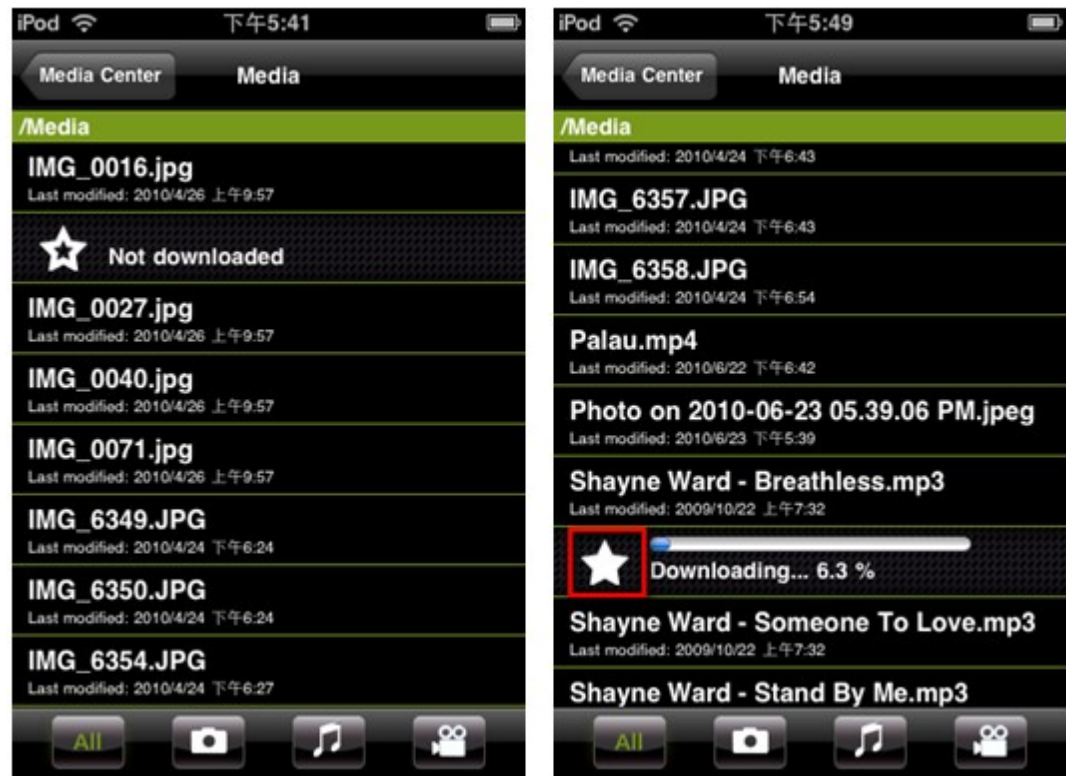 iPod 下午5:41
Media Center Media
/Media
IMG_0016.jpg
Last modified: 2010/4/26 上午9:57
Not downloaded
IMG_0027.jpg
Last modified: 2010/4/26 上午9:57
IMG_0040.jpg
Last modified: 2010/4/26 上午9:57
IMG_0071.jpg
Last modified: 2010/4/26 上午9:57
IMG_6349.JPG
Last modified: 2010/4/24 下午6:24
IMG_6350.JPG
Last modified: 2010/4/24 下午6:24
IMG_6354.JPG
Last modified: 2010/4/24 下午6:27
All
iPod 下午5:49
Media Center Media
/Media
Last modified: 2010/4/24 下午6:43
IMG_6357.JPG
Last modified: 2010/4/24 下午6:43
IMG_6358.JPG
Last modified: 2010/4/24 下午6:54
Palau.mp4
Last modified: 2010/6/22 下午6:42
Photo on 2010-06-23 05.39.06 PM.jpeg
Last modified: 2010/6/23 下午5:39
Shayne Ward - Breathless.mp3
Last modified: 2009/10/22 上午7:32
Downloading... 6.3 %
Shayne Ward - Someone To Love.mp3
Last modified: 2009/10/22 上午7:32
Shayne Ward - Stand By Me.mp3
All